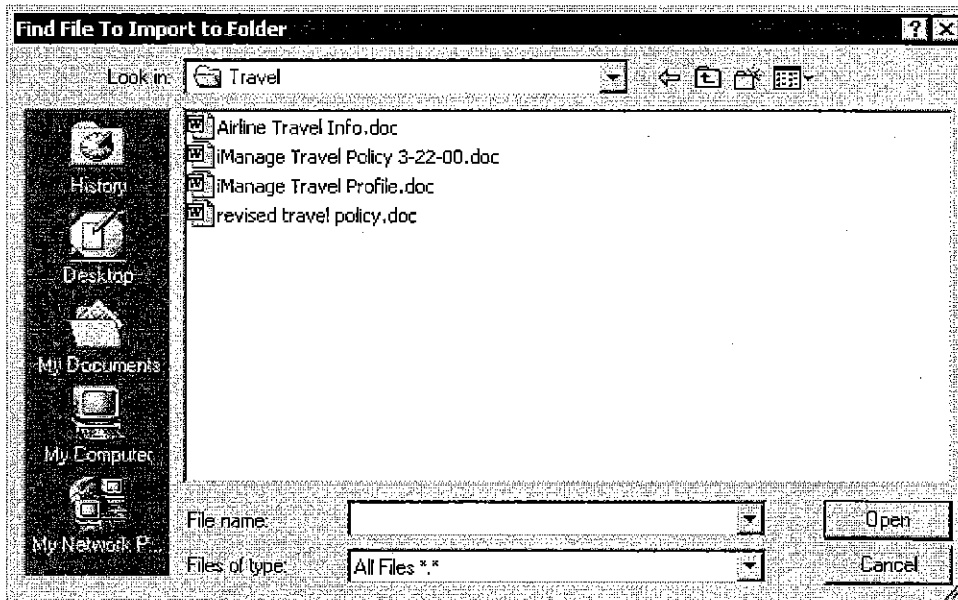 Find File To Import to Folder
Look in: Travel
History
Desktop
My Documents
My Computer
My Network P...
Airline Travel Info.doc
iManage Travel Policy 3-22-00.doc
iManage Travel Profile.doc
revised travel policy.doc
File name:
Open
Files of type: All Files *.*
Cancel